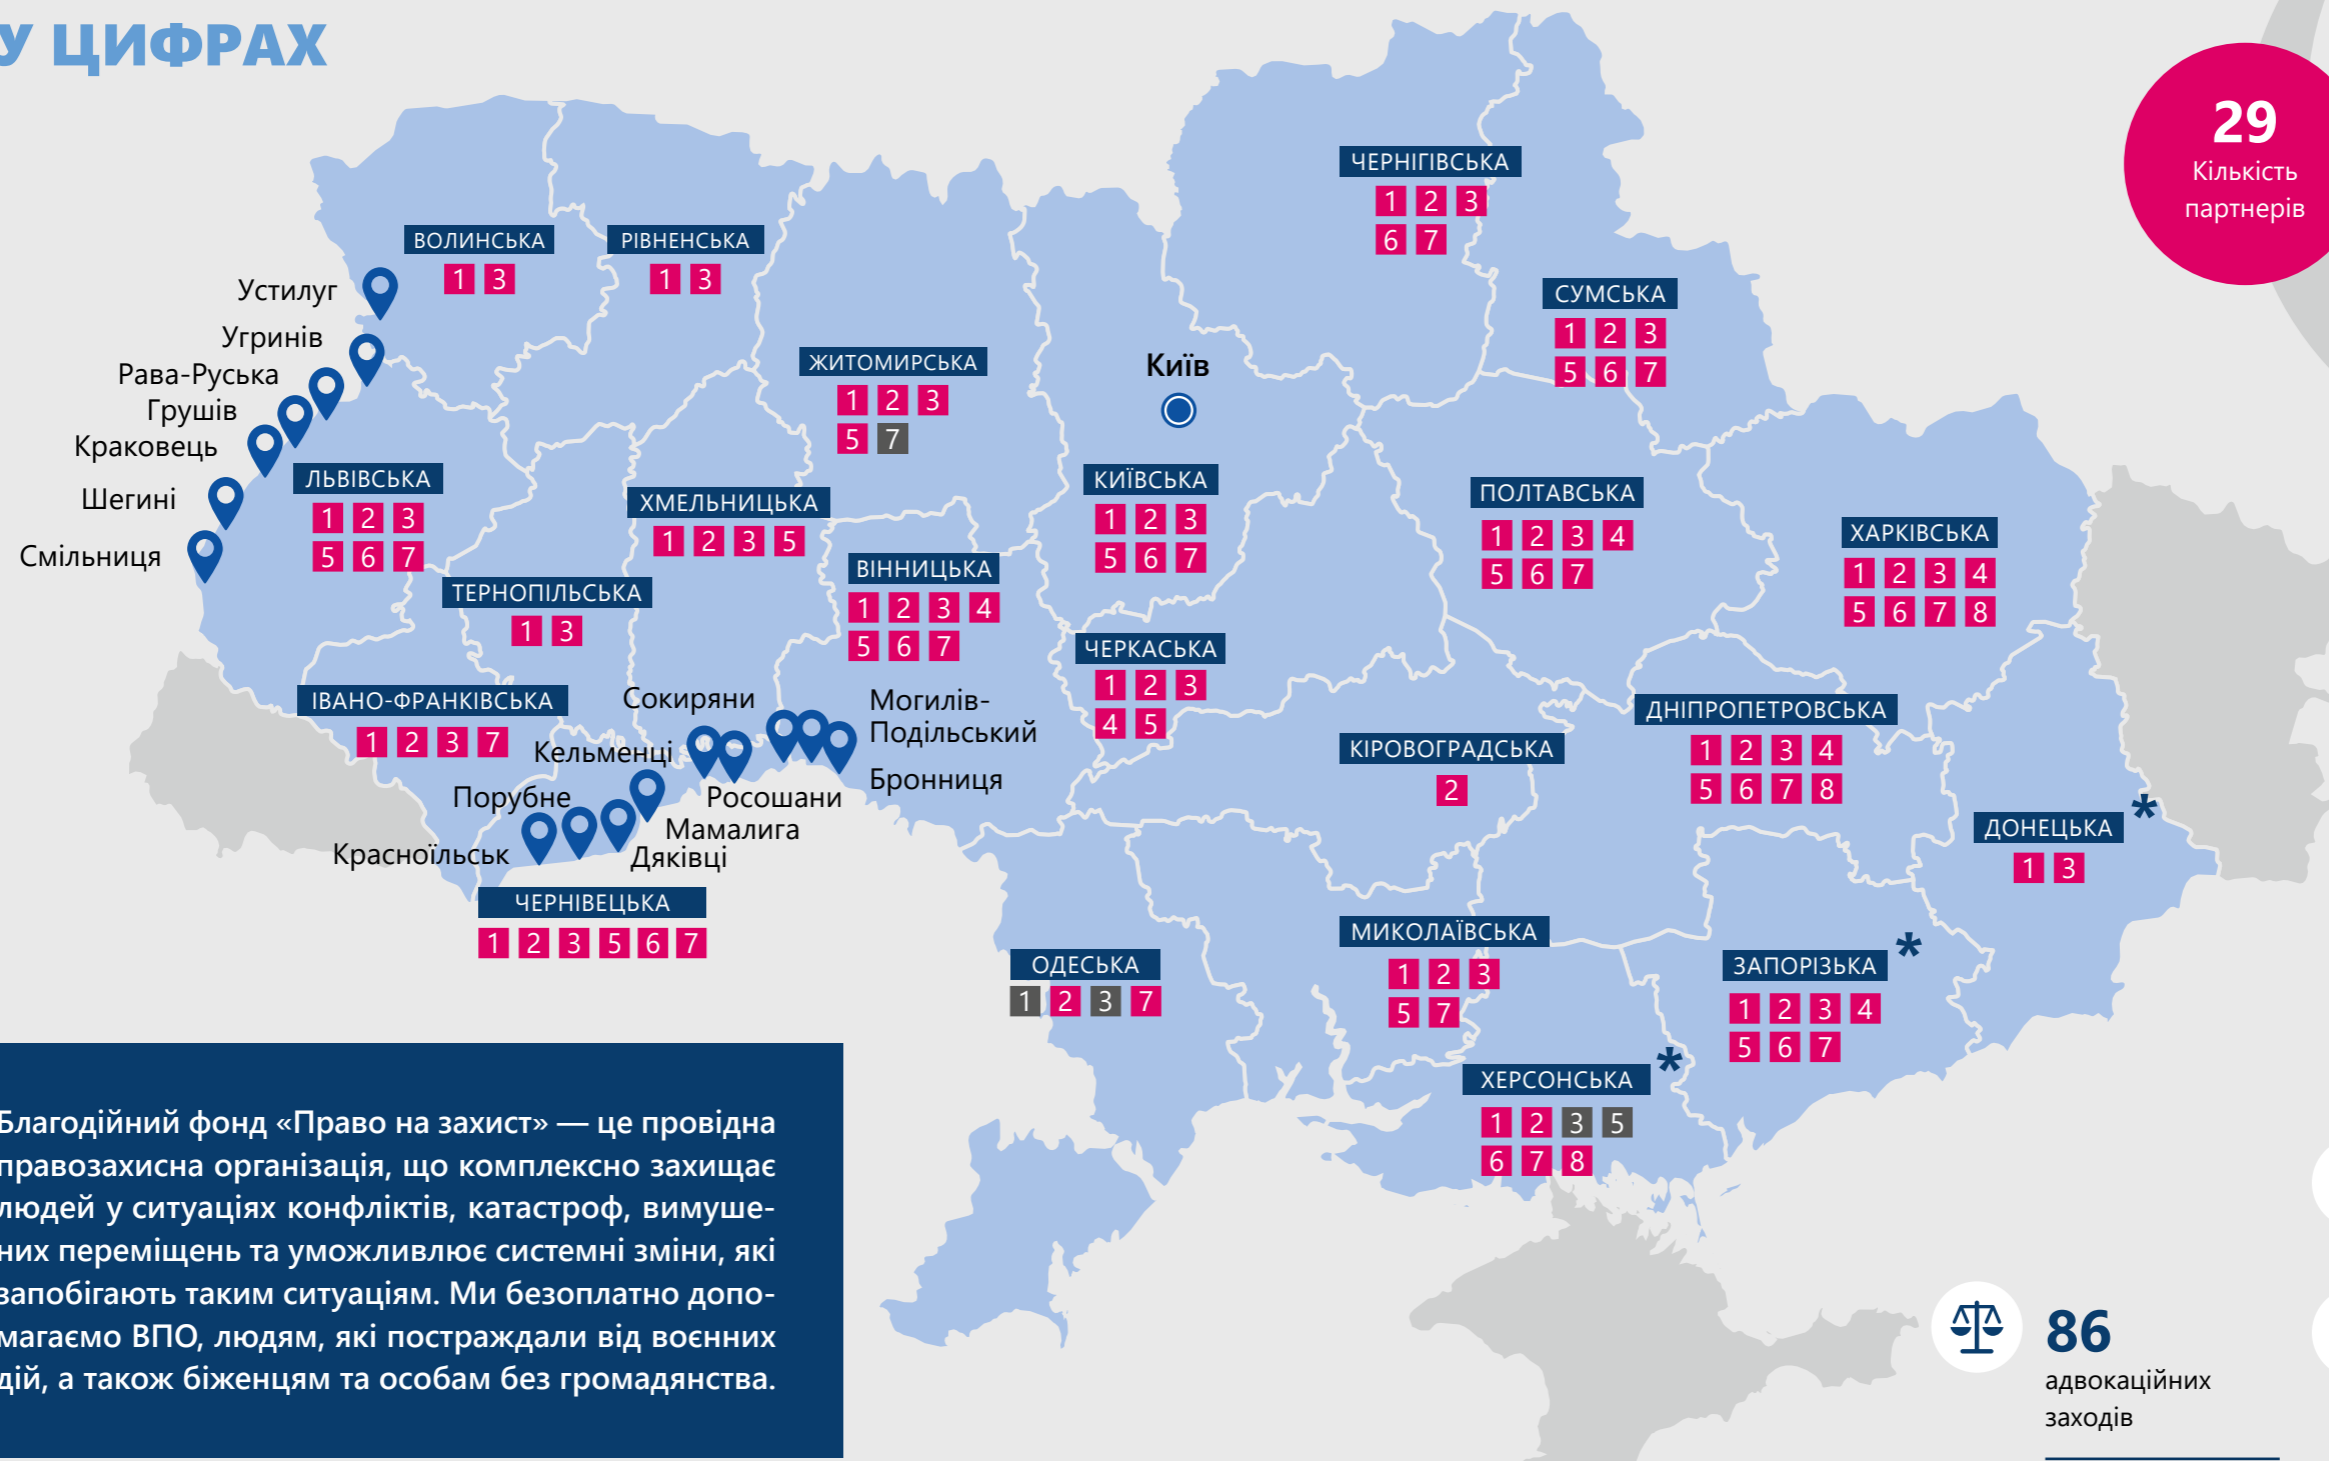 У ЦИФРАХ
29
Кількість
партнерів
ЧЕРНІГІВСЬКА
1 2 3
6 7
ВОЛИНСЬКА
1 3
РІВНЕНСЬКА
1 3
Устилуг
Угринів
Рава-Руська
Грушів
Краковець
Шегині
Смільниця
СУМСЬКА
1 2 3
5 6 7
ЖИТОМИРСЬКА
1 2 3
5 7
Київ
ЛЬВІВСЬКА
1 2 3
5 6 7
ХМЕЛЬНИЦЬКА
1 2 3 5
КИЇВСЬКА
1 2 3
5 6 7
ПОЛТАВСЬКА
1 2 3 4
5 6 7
ХАРКІВСЬКА
1 2 3 4
5 6 7 8
ВІННИЦЬКА
1 2 3 4
5 6 7
ТЕРНОПІЛЬСЬКА
1 3
ЧЕРКАСЬКА
1 2 3
4 5
ІВАНО-ФРАНКІВСЬКА
1 2 3 7
Сокиряни
Могилів-
Подільський
Кельменці
Бронниця
Порубне
Росошани
Мамалига
Красноїльськ
Дяківці
ДНІПРОПЕТРОВСЬКА
1 2 3 4
5 6 7 8
КІРОВОГРАДСЬКА
2
ДОНЕЦЬКА *
1 3
ЧЕРНІВЕЦЬКА
1 2 3 5 6 7
ОДЕСЬКА
1 2 3 7
МИКОЛАЇВСЬКА
1 2 3
5 7
ЗАПОРІЗЬКА *
1 2 3 4
5 6 7
ХЕРСОНСЬКА *
1 2 3 5
6 7 8
Благодійний фонд «Право на захист» — це провідна
правозахисна організація, що комплексно захищає
людей у ситуаціях конфліктів, катастроф, вимуше-
них переміщень та уможливлює системні зміни, які
запобігають таким ситуаціям. Ми безоплатно допо-
магаємо ВПО, людям, які постраждали від воєнних
дій, а також біженцям та особам без громадянства.
86
адвокаційних
заходів